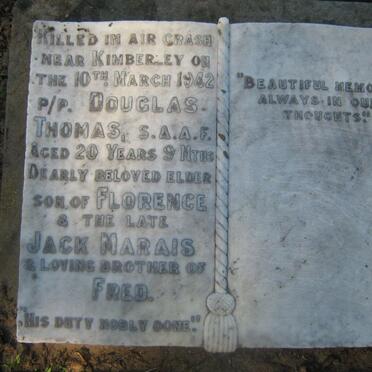 KILLED IN AIR CRASH
NEAR KIMBERLEY ON
THE 10TH MARCH 1942
P/P. DOUGLAS
THOMAS, S.A.A.F.
AGED 20 YEARS 9 MTHS
DEARLY BELOVED ELDER
SON OF FLORENCE
& THE LATE
JACK MARAIS
& LOVING BROTHER OF
FRED.
"HIS DUTY NOBLY DONE."
"BEAUTIFUL MEMO
ALWAYS IN OUR
THOUGHTS."